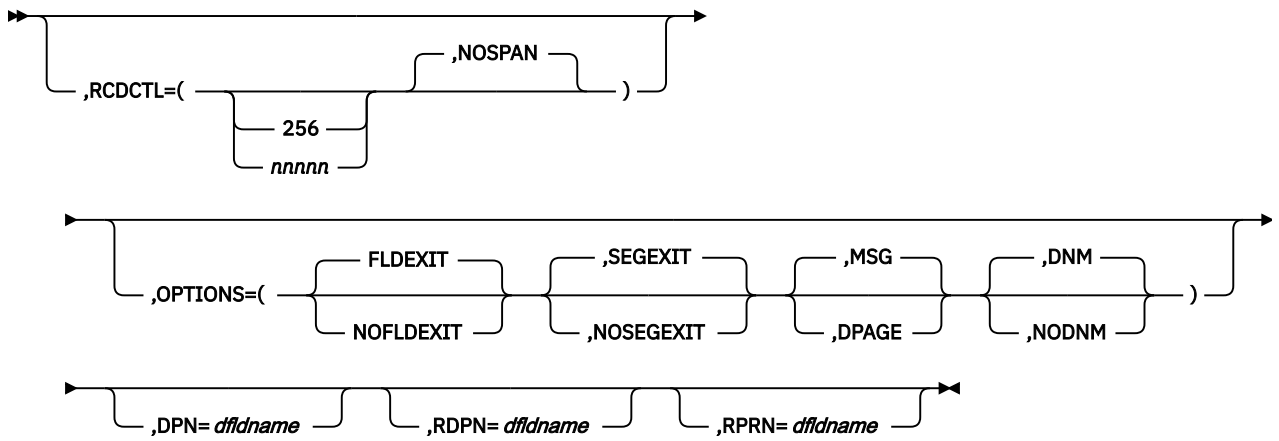 ,NOSPAN
,RCDCTL=( )
256
nnnnn
FLDEXIT ,SEGEXIT ,MSG ,DNM
,OPTIONS=( )
NOFLDEXIT ,NOSEGEXIT ,DPAGE ,NODNM
,DPN= dfldname ,RDPN= dfldname ,RPRN= dfldname